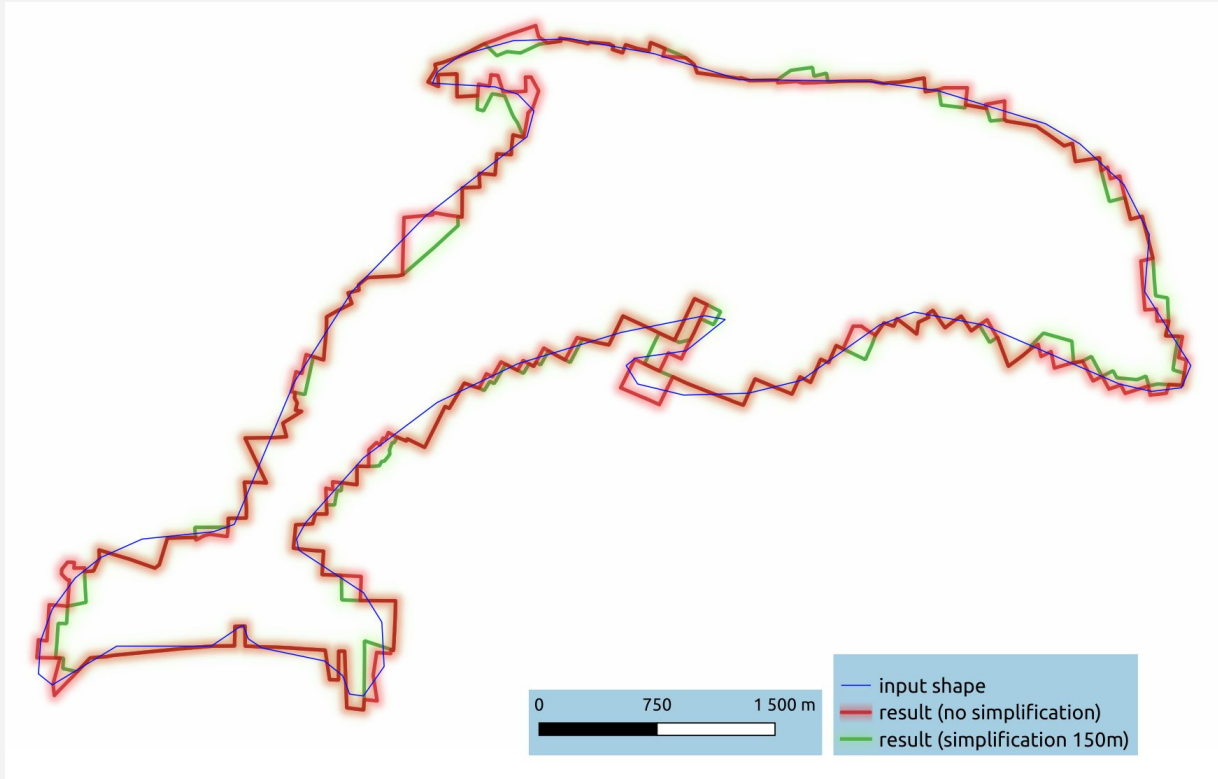 0 750 1 500 m
input shape
result (no simplification)
result (simplification 150m)